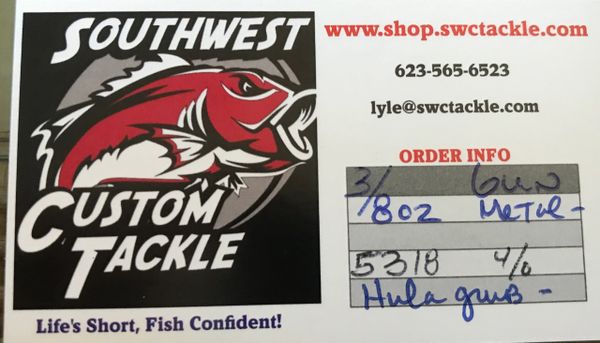 SOUTHWEST
CUSTOM
TACKLE
Life's Short, Fish Confident!
www.shop.swctackle.com
623-565-6523
lyle@swctackle.com
ORDER INFO
3/ GUN
/8oz METAL-
5318 4/0
Hula gruB -